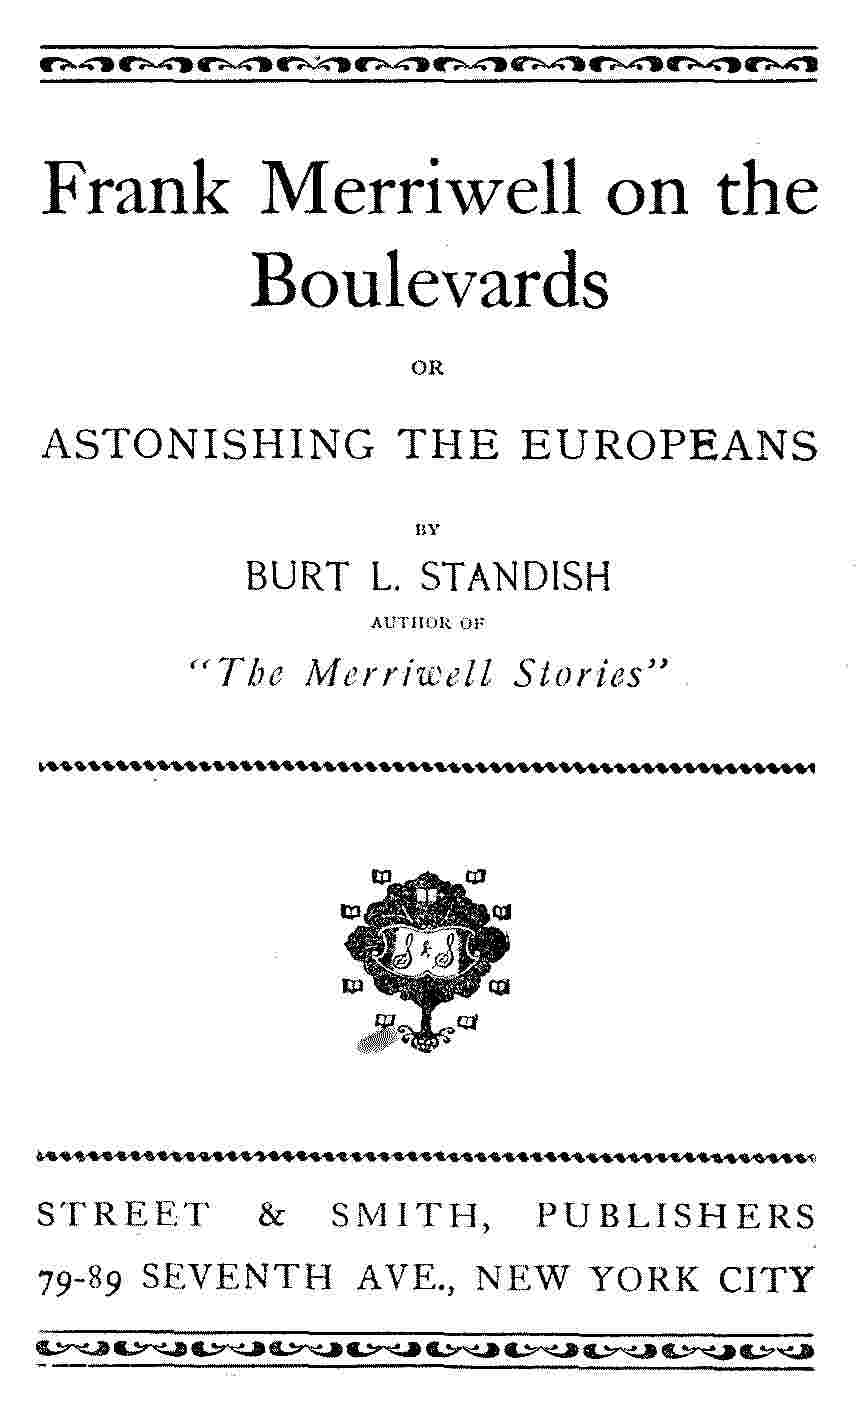 Frank Merriwell on the
Boulevards
OR
ASTONISHING THE EUROPEANS
BY
BURT L. STANDISH
AUTHOR OF
"The Merriwell Stories"
S & S
STREET & SMITH, PUBLISHERS
79-89 SEVENTH AVE., NEW YORK CITY